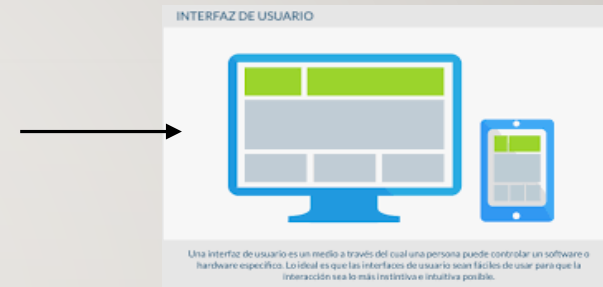 INTERFAZ DE USUARIO
Una interfaz de usuario es un medio a través del cual una persona puede controlar un software o
hardware específico. Lo ideal es que las interfaces de usuario sean fáciles de usar para que la
interacción sea lo más instintiva e intuitiva posible.